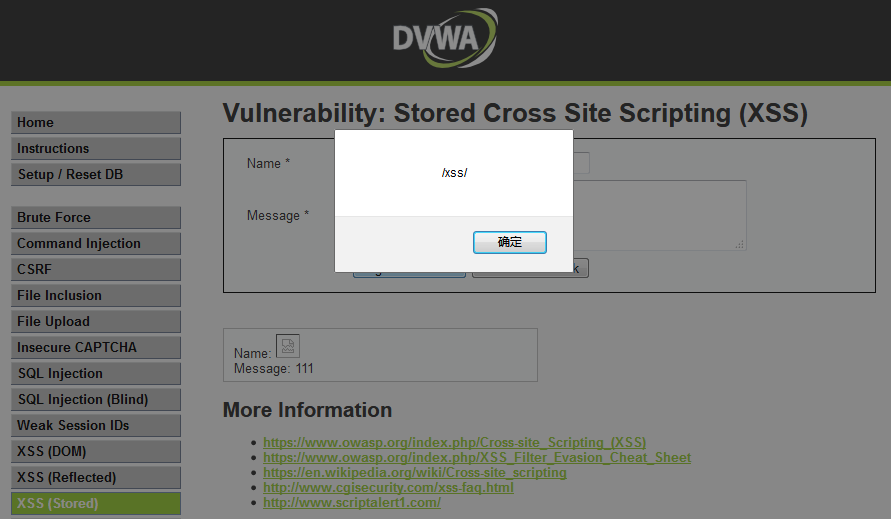 DVWA
Vulnerability: Stored Cross Site Scripting (XSS)
Home
Instructions
Setup / Reset DB
Brute Force
Command Injection
CSRF
File Inclusion
File Upload
Insecure CAPTCHA
SQL Injection
SQL Injection (Blind)
Weak Session IDs
XSS (DOM)
XSS (Reflected)
XSS (Stored)
Name *
Message *
/xss/
确定
Name:
Message: 111
More Information
https://www.owasp.org/index.php/Cross-site_Scripting_(XSS)
https://www.owasp.org/index.php/XSS_Filter_Evasion_Cheat_Sheet
https://en.wikipedia.org/wiki/Cross-site_scripting
http://www.cgisecurity.com/xss-faq.html
http://www.scriptalert1.com/